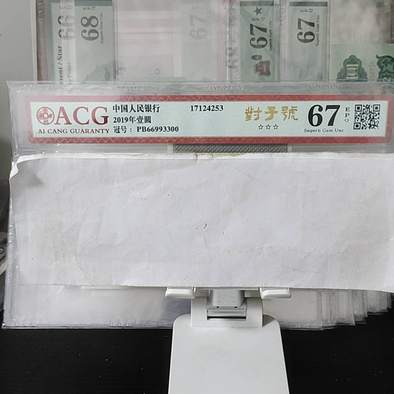 68
67
67
ACG
AI CANG GUARANTY
中国人民银行
2019年壹圆
冠号： PB66993300
17124253
對子號
☆☆☆
67
EPQ
Superb Gem Unc